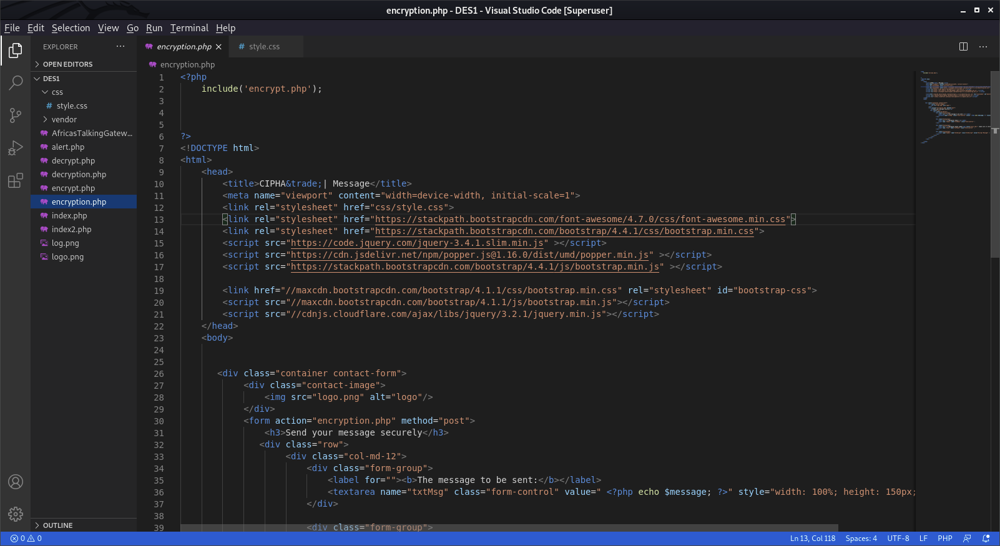 encryption.php - DES1 - Visual Studio Code [Superuser]
File Edit Selection View Go Run Terminal Help
EXPLORER
OPEN EDITORS
DES1
css
# style.css
vendor
AfricasTalkingGatew...
alert.php
decrypt.php
decryption.php
encrypt.php
encryption.php
index.php
index2.php
log.png
logo.png
OUTLINE
encryption.php
# style.css
encryption.php
1 <?php
2 include('encrypt.php');
3
4
5
6 ?>
7 <!DOCTYPE html>
8 <html>
9 <head>
10 <title>CIPHA&trade;| Message</title>
11 <meta name="viewport" content="width=device-width, initial-scale=1">
12 <link rel="stylesheet" href="css/style.css">
13 <link rel="stylesheet" href="https://stackpath.bootstrapcdn.com/font-awesome/4.7.0/css/font-awesome.min.css">
14 <link rel="stylesheet" href="https://stackpath.bootstrapcdn.com/bootstrap/4.4.1/css/bootstrap.min.css">
15 <script src="https://code.jquery.com/jquery-3.4.1.slim.min.js" ></script>
16 <script src="https://cdn.jsdelivr.net/npm/popper.js@1.16.0/dist/umd/popper.min.js" ></script>
17 <script src="https://stackpath.bootstrapcdn.com/bootstrap/4.4.1/js/bootstrap.min.js" ></script>
18
19 <link href="//maxcdn.bootstrapcdn.com/bootstrap/4.1.1/css/bootstrap.min.css" rel="stylesheet" id="bootstrap-css">
20 <script src="//maxcdn.bootstrapcdn.com/bootstrap/4.1.1/js/bootstrap.min.js"></script>
21 <script src="//cdnjs.cloudflare.com/ajax/libs/jquery/3.2.1/jquery.min.js"></script>
22 </head>
23 <body>
24
25
26 <div class="container contact-form">
27 <div class="contact-image">
28 <img src="logo.png" alt="logo"/>
29 </div>
30 <form action="encryption.php" method="post">
31 <h3>Send your message securely</h3>
32 <div class="row">
33 <div class="col-md-12">
34 <div class="form-group">
35 <label for=""><b>The message to be sent:</b></label>
36 <textarea name="txtMsg" class="form-control" value=" <?php echo $message; ?>" style="width: 100%; height: 150px;
37 </div>
38
39 <div class="form-group">
0 0
Ln 13, Col 118 Spaces: 4 UTF-8 LF PHP